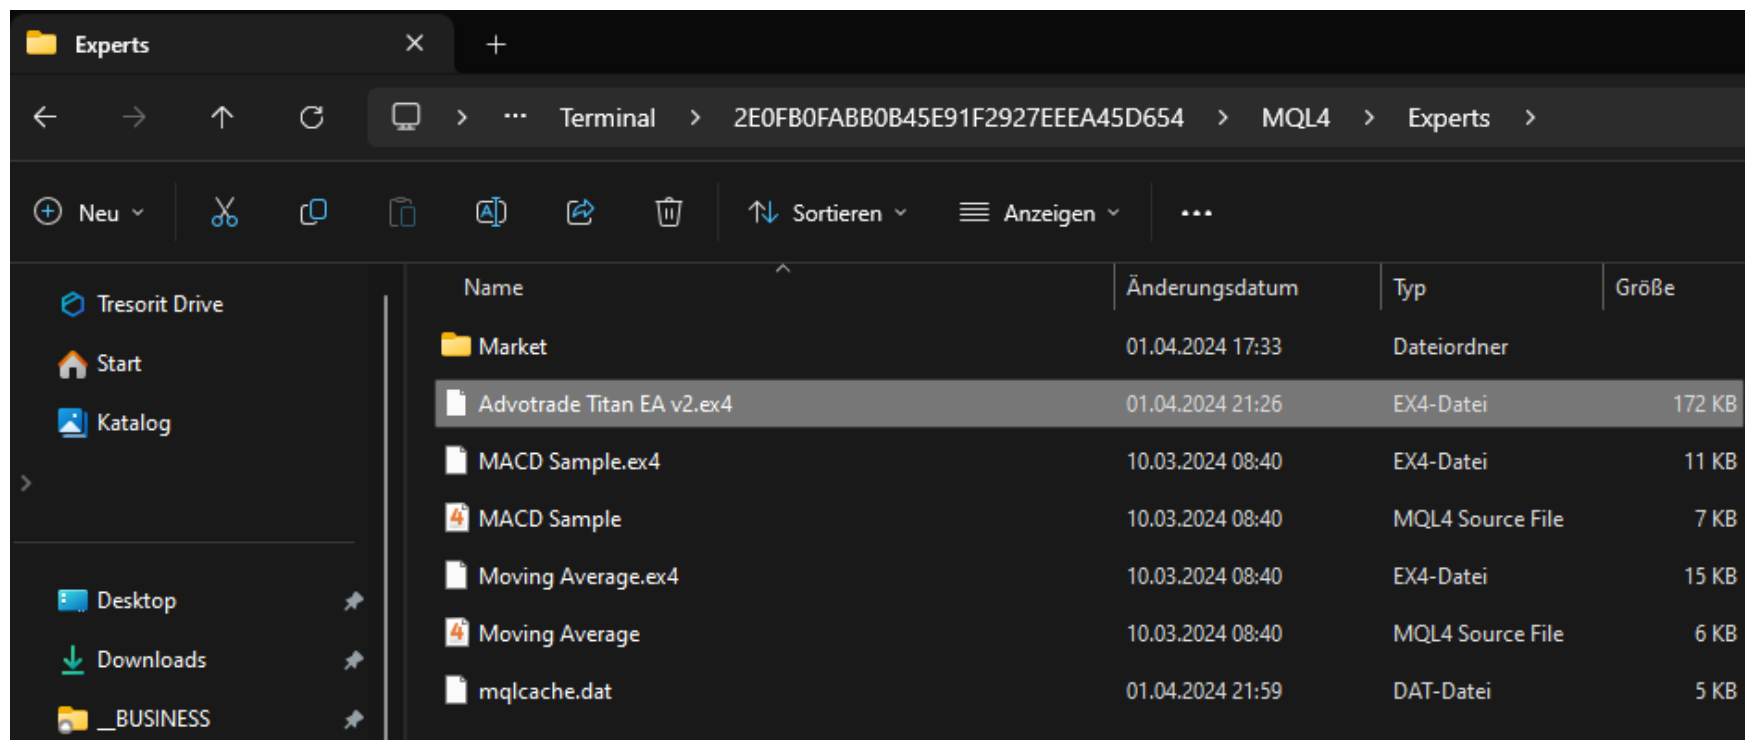 Experts
Terminal 2E0FB0FABB0B45E91F2927EEEA45D654 MQL4 Experts
Neu Sortieren Anzeigen
Tresorit Drive
Start
Katalog
Desktop
Downloads
__BUSINESS
Name Änderungsdatum Typ Größe
Market 01.04.2024 17:33 Dateiordner
Advotrade Titan EA v2.ex4 01.04.2024 21:26 EX4-Datei 172 KB
MACD Sample.ex4 10.03.2024 08:40 EX4-Datei 11 KB
MACD Sample 10.03.2024 08:40 MQL4 Source File 7 KB
Moving Average.ex4 10.03.2024 08:40 EX4-Datei 15 KB
Moving Average 10.03.2024 08:40 MQL4 Source File 6 KB
mqlcache.dat 01.04.2024 21:59 DAT-Datei 5 KB